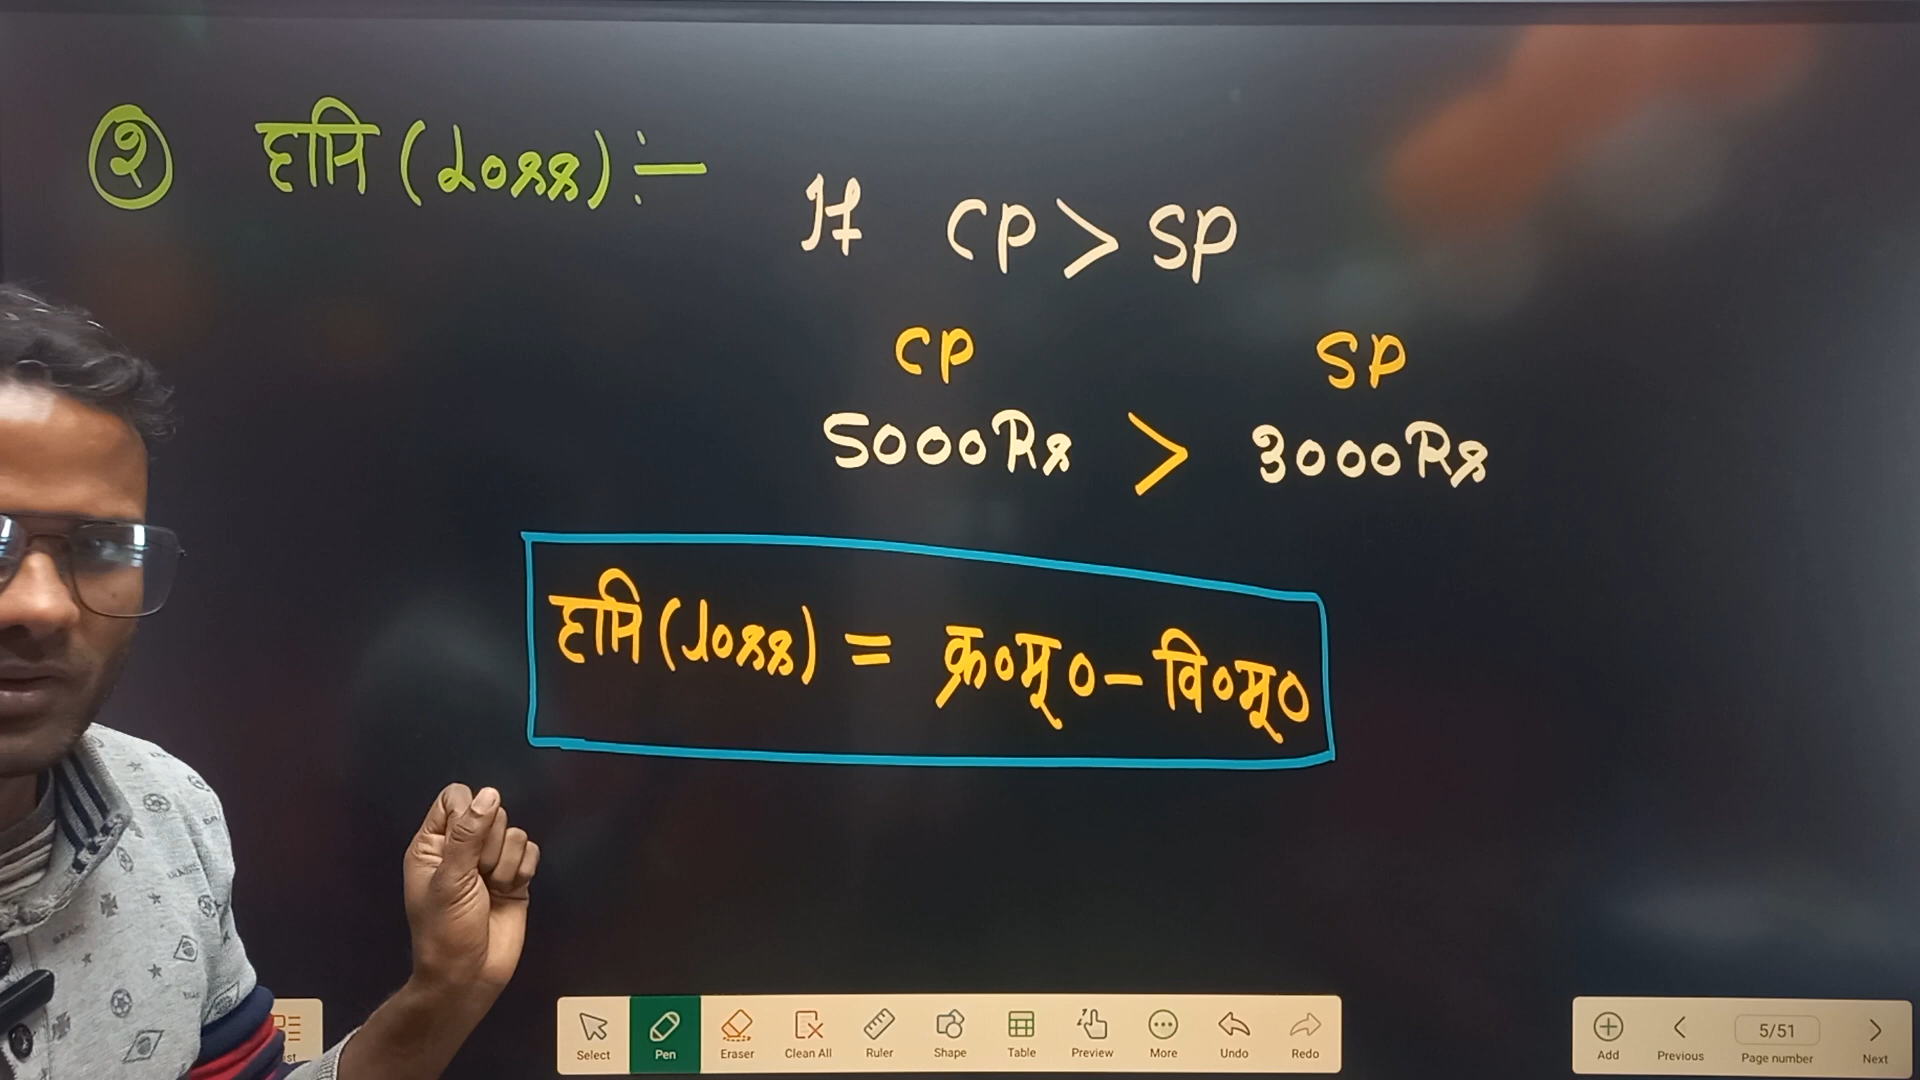 २ हानि (Loss) :-
If CP > SP
CP SP
5000Rs > 3000Rs
हानि (Loss) = क्र०मू० - वि०मू०
Select Pen Eraser Clean All Ruler Shape Table Preview More Undo Redo
Add Previous 5/51 Page number Next